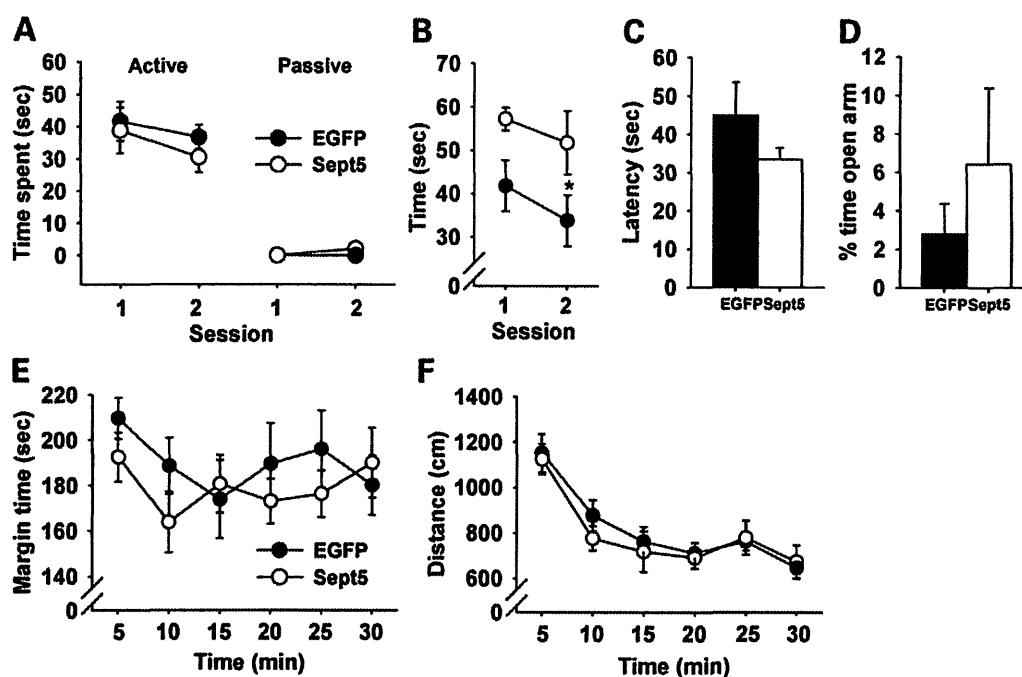 A
Time spent (sec)
60
50
40
30
20
10
0
Active
Passive
EGFP
Sept5
1
2
1
2
Session
B
Time (sec)
70
60
50
40
30
0
*
1
2
Session
C
Latency (sec)
60
50
40
30
20
10
0
EGFPSept5
D
% time open arm
12
10
8
6
4
2
0
EGFPSept5
E
Margin time (sec)
220
200
180
160
140
0
EGFP
Sept5
5 10 15 20 25 30
Time (min)
F
Distance (cm)
1400
1200
1000
800
600
0
5 10 15 20 25 30
Time (min)